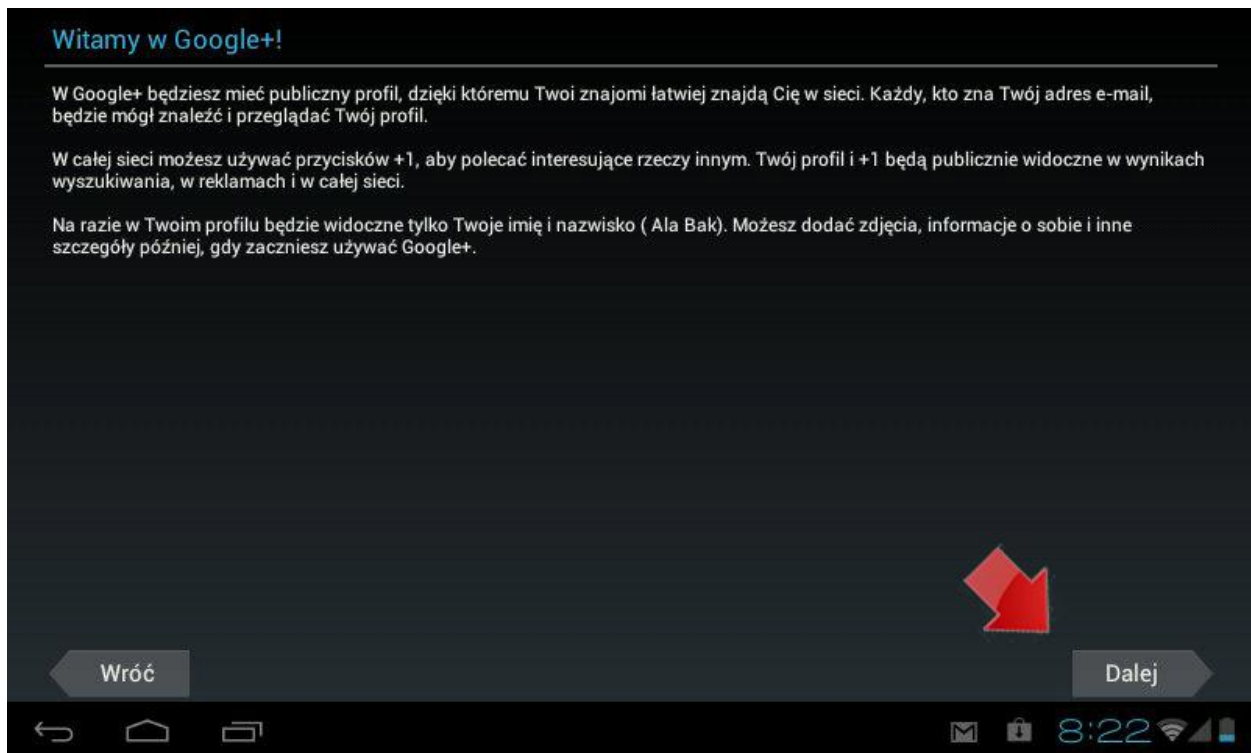 Witamy w Google+!
W Google+ będziesz mieć publiczny profil, dzięki któremu Twoi znajomi łatwiej znajdą Cię w sieci. Każdy, kto zna Twój adres e-mail,
będzie mógł znaleźć i przeglądać Twój profil.
W całej sieci możesz używać przycisków +1, aby polecać interesujące rzeczy innym. Twój profil i +1 będą publicznie widoczne w wynikach
wyszukiwania, w reklamach i w całej sieci.
Na razie w Twoim profilu będzie widoczne tylko Twoje imię i nazwisko ( Ala Bak). Możesz dodać zdjęcia, informacje o sobie i inne
szczegóły później, gdy zaczniesz używać Google+.
Wróć
Dalej
8:22